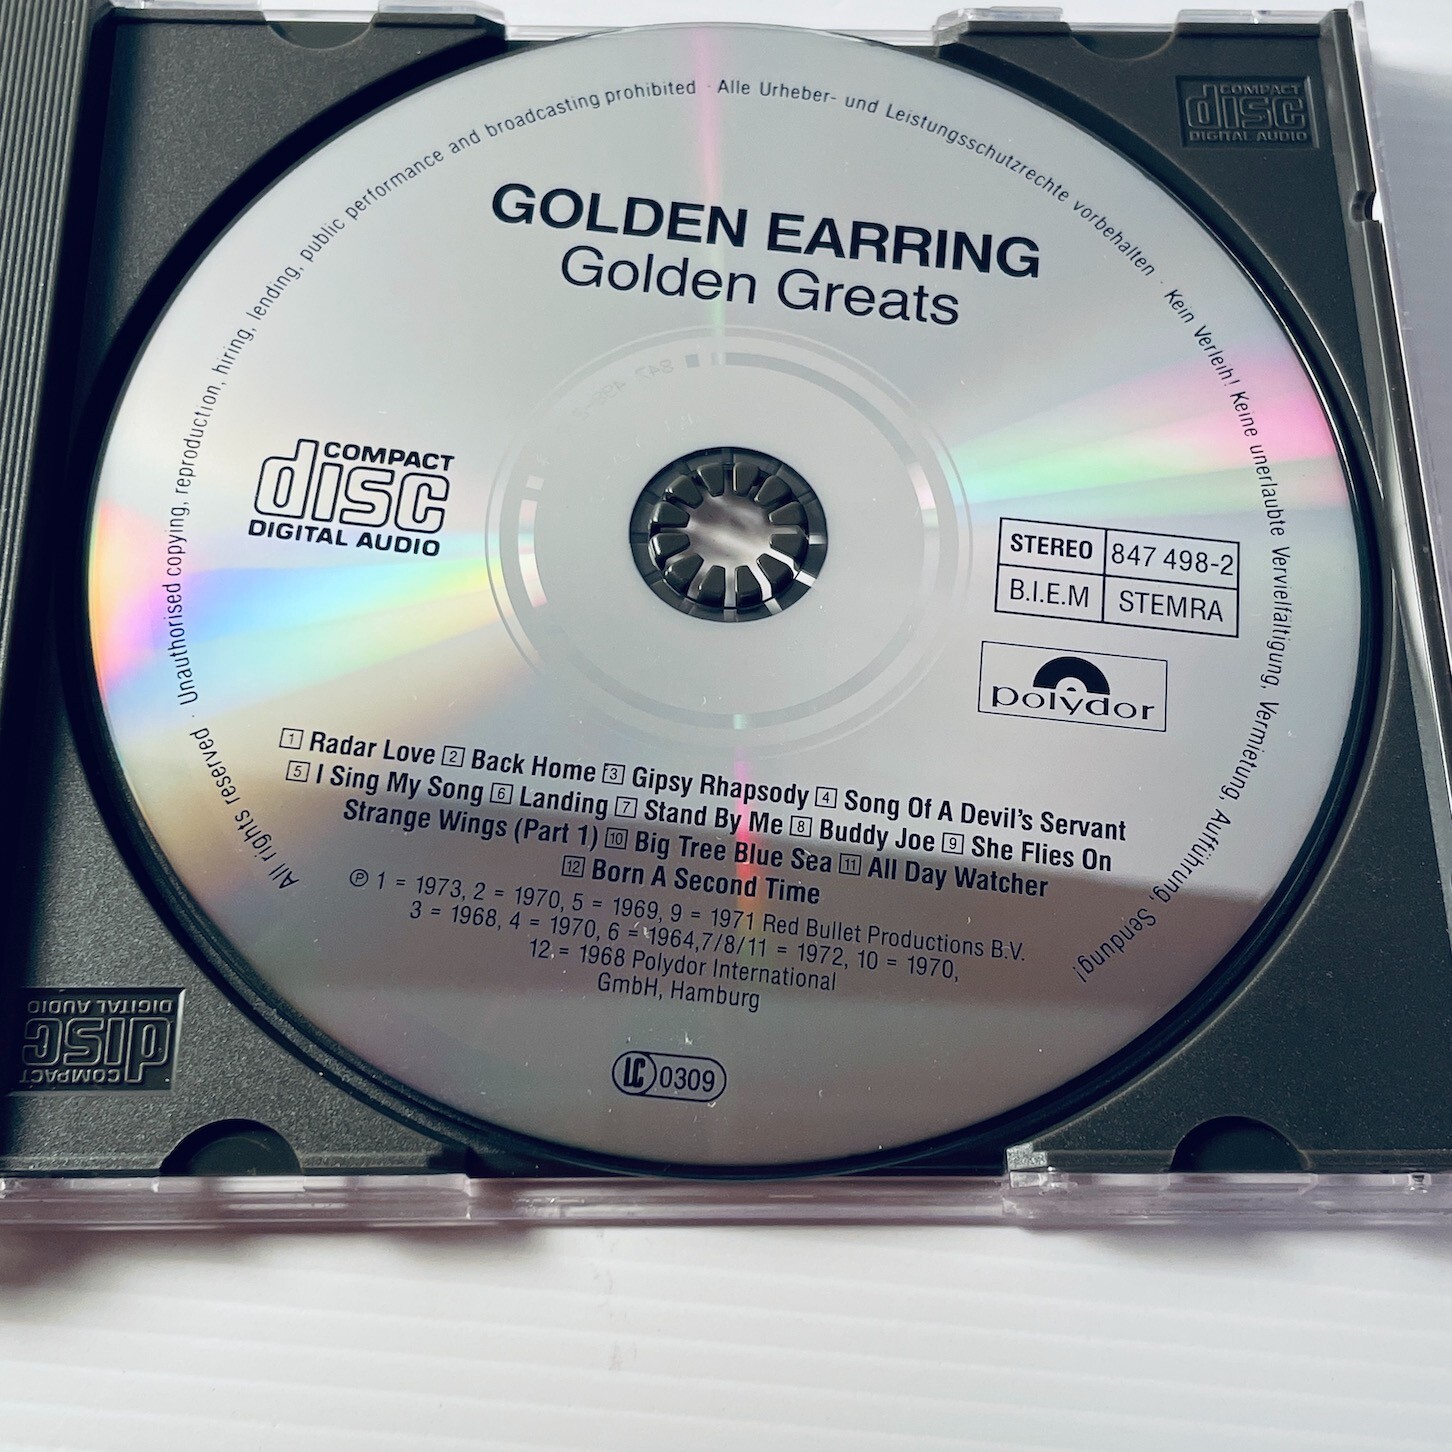 All rights reserved · Unauthorised copying, reproduction, hiring, lending, public performance and broadcasting prohibited · Alle Urheber- und Leistungsschutzrechte vorbehalten · Kein Verleih! Keine unerlaubte Vervielfältigung, Vermietung, Aufführung, Sendung!
GOLDEN EARRING
Golden Greats
COMPACT
disc
DIGITAL AUDIO
STEREO 847 498-2
B.I.E.M STEMRA
polydor
1 Radar Love 2 Back Home 3 Gipsy Rhapsody 4 Song Of A Devil's Servant
5 I Sing My Song 6 Landing 7 Stand By Me 8 Buddy Joe 9 She Flies On
Strange Wings (Part 1) 10 Big Tree Blue Sea 11 All Day Watcher
12 Born A Second Time
℗ 1 = 1973, 2 = 1970, 5 = 1969, 9 = 1971 Red Bullet Productions B.V.
3 = 1968, 4 = 1970, 6 = 1964,7/8/11 = 1972, 10 = 1970,
12 = 1968 Polydor International
GmbH, Hamburg
LC 0309
COMPACT
disc
DIGITAL AUDIO
COMPACT
disc
DIGITAL AUDIO